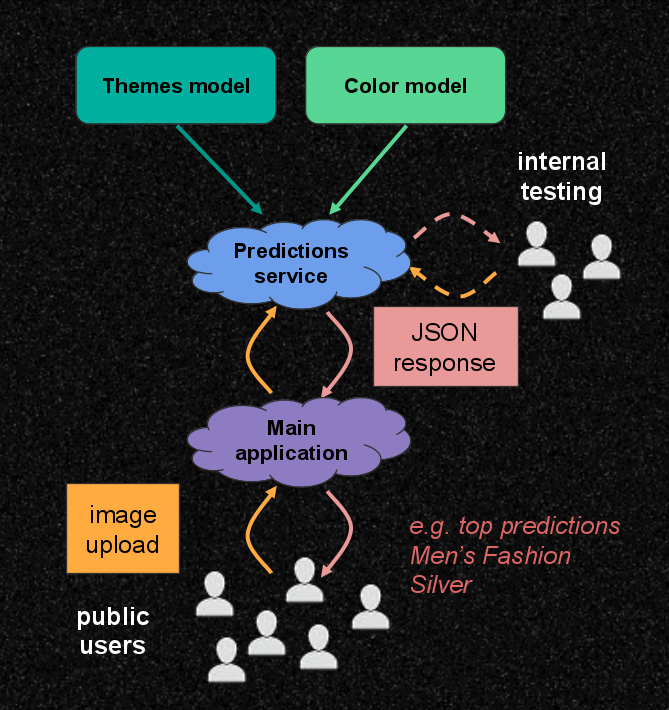 Themes model
Color model
internal
testing
Predictions
service
JSON
response
Main
application
image
upload
e.g. top predictions
Men's Fashion
Silver
public
users